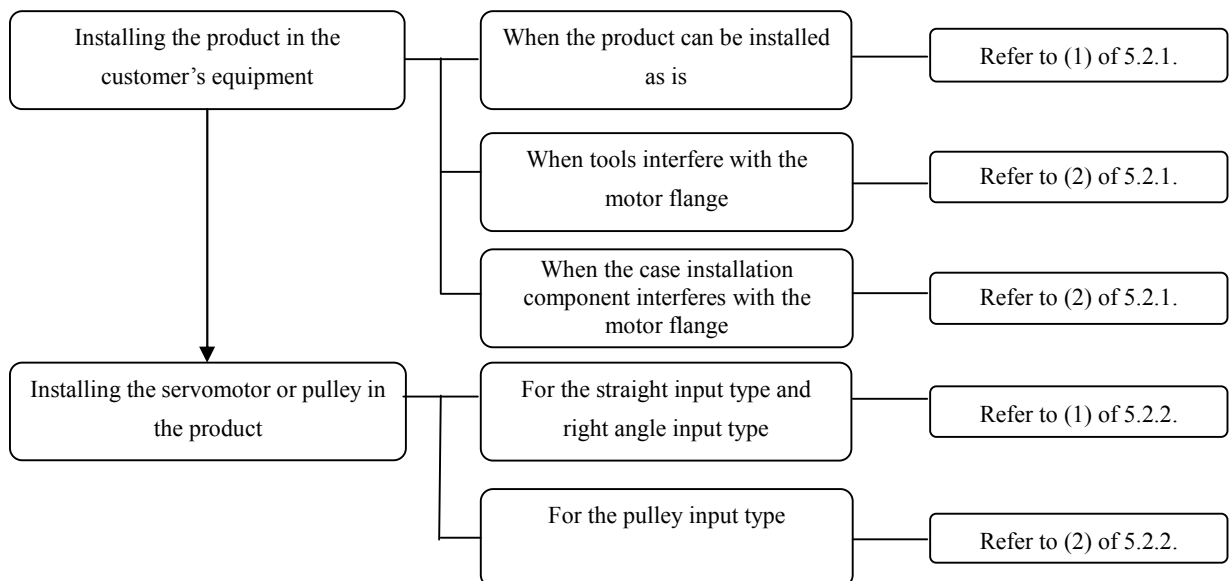 Installing the product in the
customer’s equipment
When the product can be installed
as is
Refer to (1) of 5.2.1.
When tools interfere with the
motor flange
Refer to (2) of 5.2.1.
When the case installation
component interferes with the
motor flange
Refer to (2) of 5.2.1.
Installing the servomotor or pulley in
the product
For the straight input type and
right angle input type
Refer to (1) of 5.2.2.
For the pulley input type
Refer to (2) of 5.2.2.